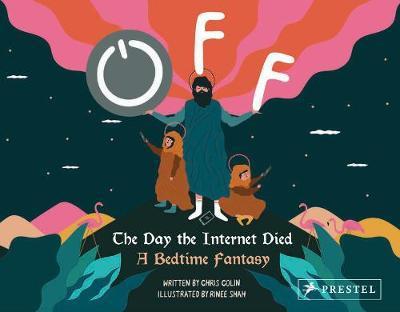 OFF
The Day the Internet Died
A Bedtime Fantasy
WRITTEN BY CHRIS COLIN
ILLUSTRATED BY RINEE SHAH
PRESTEL